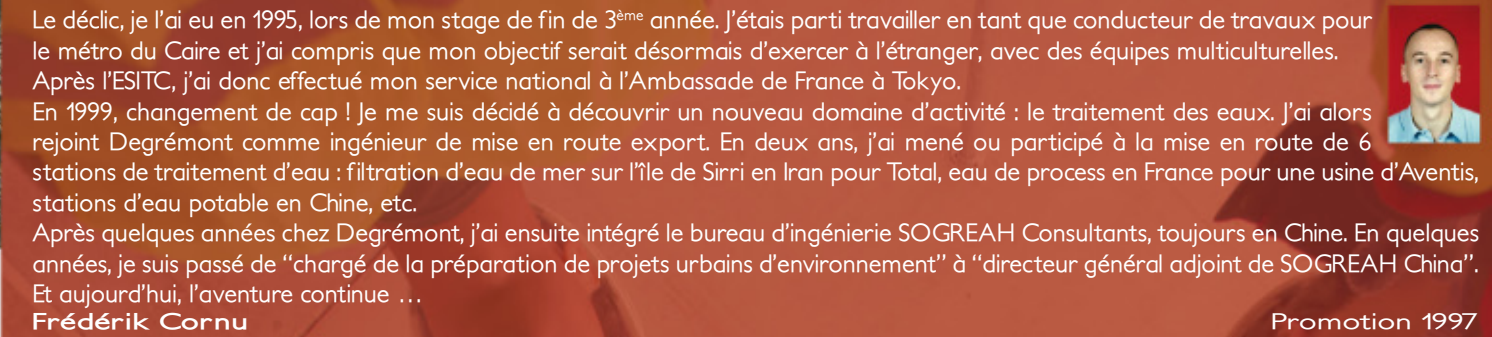 Le déclic, je l'ai eu en 1995, lors de mon stage de fin de 3ème année. J'étais parti travailler en tant que conducteur de travaux pour
le métro du Caire et j'ai compris que mon objectif serait désormais d'exercer à l'étranger, avec des équipes multiculturelles.
Après l'ESITC, j'ai donc effectué mon service national à l'Ambassade de France à Tokyo.
En 1999, changement de cap ! Je me suis décidé à découvrir un nouveau domaine d'activité : le traitement des eaux. J'ai alors
rejoint Degrémont comme ingénieur de mise en route export. En deux ans, j'ai mené ou participé à la mise en route de 6
stations de traitement d'eau : filtration d'eau de mer sur l'île de Sirri en Iran pour Total, eau de process en France pour une usine d'Aventis,
stations d'eau potable en Chine, etc.
Après quelques années chez Degrémont, j'ai ensuite intégré le bureau d'ingénierie SOGREAH Consultants, toujours en Chine. En quelques
années, je suis passé de “chargé de la préparation de projets urbains d'environnement” à “directeur général adjoint de SOGREAH China”.
Et aujourd'hui, l'aventure continue …
Frédérik Cornu Promotion 1997